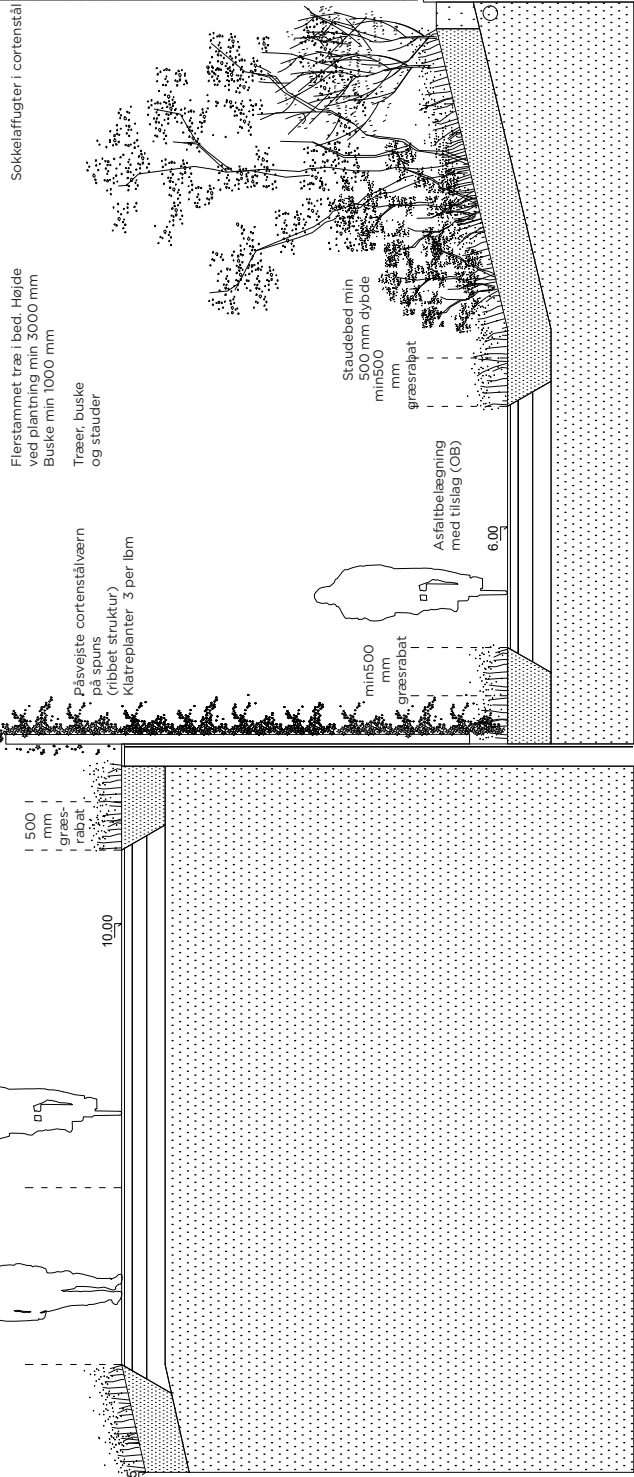 500
mm
græs-
rabat
10.00
Påsvejste cortenstålværn
på spuns
(ribbet struktur)
Klatreplanter 3 per lbm
Flerstammet træ i bed. Højde
ved plantning min 3000 mm
Buske min 1000 mm
Træer, buske
og stauder
Sokkelaffugter i cortenstål
min500
mm
græsrabat
Asfaltbelægning
med tilslag (OB)
6.00
Staudebed min
500 mm dybde
min500
mm
græsrabat